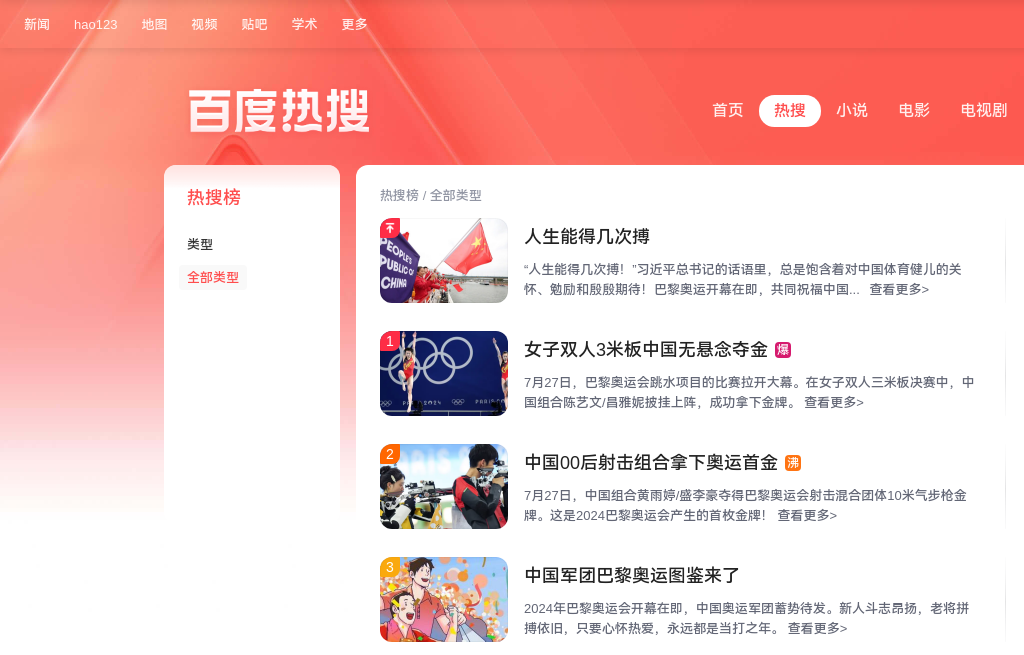 新闻 hao123 地图 视频 贴吧 学术 更多
百度热搜
首页 热搜 小说 电影 电视剧
热搜榜
类型
全部类型
热搜榜 / 全部类型
PEOPLE'S
PUBLIC OF
CHINA
人生能得几次搏
“人生能得几次搏！”习近平总书记的话语里，总是饱含着对中国体育健儿的关
怀、勉励和殷殷期待！巴黎奥运开幕在即，共同祝福中国... 查看更多>
1
女子双人3米板中国无悬念夺金 爆
7月27日，巴黎奥运会跳水项目的比赛拉开大幕。在女子双人三米板决赛中，中
国组合陈艺文/昌雅妮披挂上阵，成功拿下金牌。 查看更多>
2
中国00后射击组合拿下奥运首金 沸
7月27日，中国组合黄雨婷/盛李豪夺得巴黎奥运会射击混合团体10米气步枪金
牌。这是2024巴黎奥运会产生的首枚金牌！ 查看更多>
3
中国军团巴黎奥运图鉴来了
2024年巴黎奥运会开幕在即，中国奥运军团蓄势待发。新人斗志昂扬，老将拼
搏依旧，只要心怀热爱，永远都是当打之年。 查看更多>